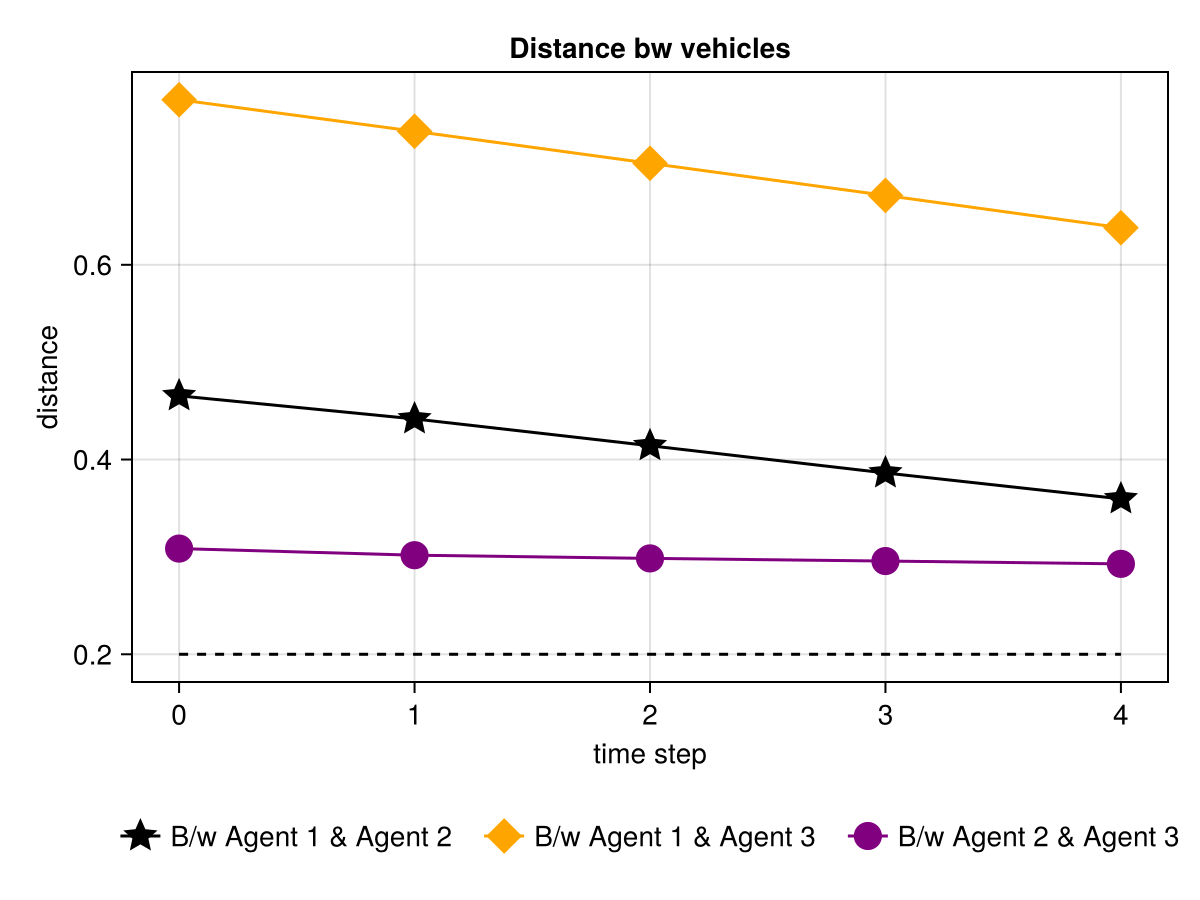 Distance bw vehicles
distance
0.6
0.4
0.2
0 1 2 3 4
time step
B/w Agent 1 & Agent 2 B/w Agent 1 & Agent 3 B/w Agent 2 & Agent 3